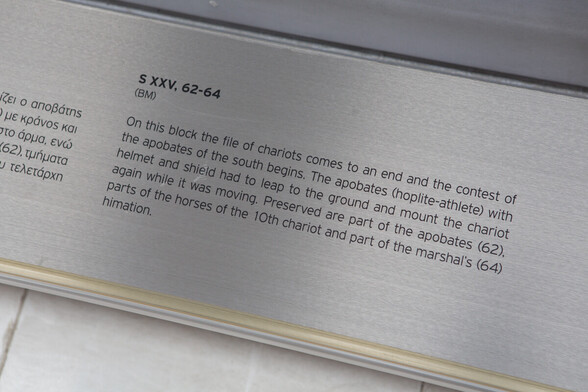 ίζει ο αποβάτης
) με κράνος και
στο άρμα, ενώ
(62), τμήματα
υ τελετάρχη
S XXV, 62-64
(BM)
On this block the file of chariots comes to an end and the contest of
the apobates of the south begins. The apobates (hoplite-athlete) with
helmet and shield had to leap to the ground and mount the chariot
again while it was moving. Preserved are part of the apobates (62),
parts of the horses of the 10th chariot and part of the marshal's (64)
himation.